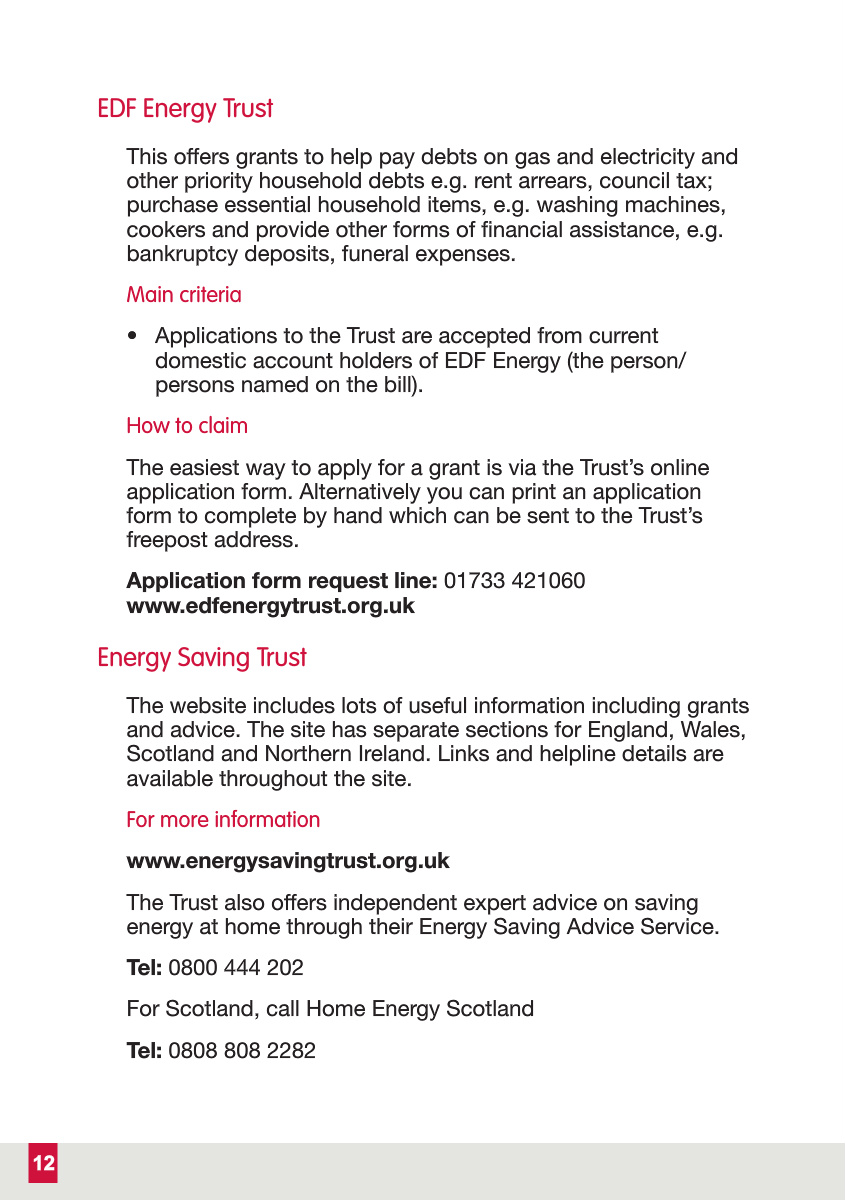 EDF Energy Trust
This offers grants to help pay debts on gas and electricity and
other priority household debts e.g. rent arrears, council tax;
purchase essential household items, e.g. washing machines,
cookers and provide other forms of financial assistance, e.g.
bankruptcy deposits, funeral expenses.
Main criteria
• Applications to the Trust are accepted from current
domestic account holders of EDF Energy (the person/
persons named on the bill).
How to claim
The easiest way to apply for a grant is via the Trust’s online
application form. Alternatively you can print an application
form to complete by hand which can be sent to the Trust’s
freepost address.
Application form request line: 01733 421060
www.edfenergytrust.org.uk
Energy Saving Trust
The website includes lots of useful information including grants
and advice. The site has separate sections for England, Wales,
Scotland and Northern Ireland. Links and helpline details are
available throughout the site.
For more information
www.energysavingtrust.org.uk
The Trust also offers independent expert advice on saving
energy at home through their Energy Saving Advice Service.
Tel: 0800 444 202
For Scotland, call Home Energy Scotland
Tel: 0808 808 2282
12